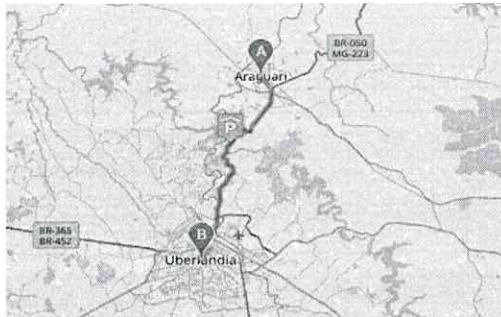 A
BR-050
MG-223
Araguari
P
B
BR-365
BR-452
Uberlândia